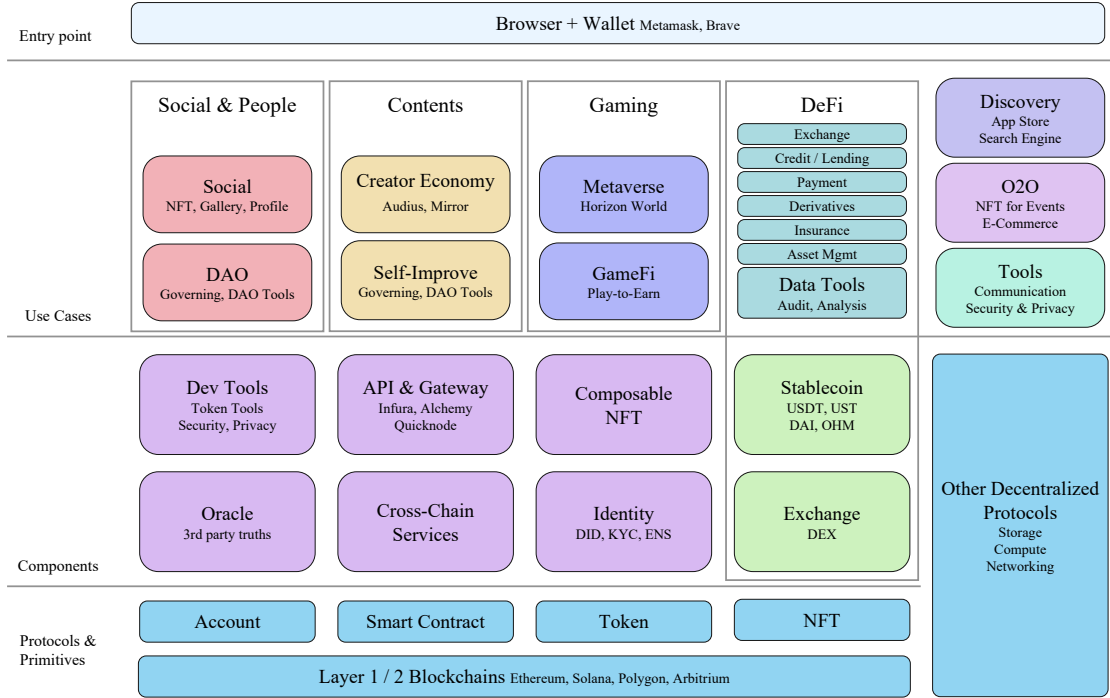 Entry point
Browser + Wallet Metamask, Brave
Use Cases
Social & People
Social
NFT, Gallery, Profile
DAO
Governing, DAO Tools
Contents
Creator Economy
Audius, Mirror
Self-Improve
Governing, DAO Tools
Gaming
Metaverse
Horizon World
GameFi
Play-to-Earn
DeFi
Exchange
Credit / Lending
Payment
Derivatives
Insurance
Asset Mgmt
Data Tools
Audit, Analysis
Discovery
App Store
Search Engine
O2O
NFT for Events
E-Commerce
Tools
Communication
Security & Privacy
Components
Dev Tools
Token Tools
Security, Privacy
API & Gateway
Infura, Alchemy
Quicknode
Composable
NFT
Stablecoin
USDT, UST
DAI, OHM
Oracle
3rd party truths
Cross-Chain
Services
Identity
DID, KYC, ENS
Exchange
DEX
Other Decentralized
Protocols
Storage
Compute
Networking
Protocols &
Primitives
Account
Smart Contract
Token
NFT
Layer 1 / 2 Blockchains Ethereum, Solana, Polygon, Arbitrium